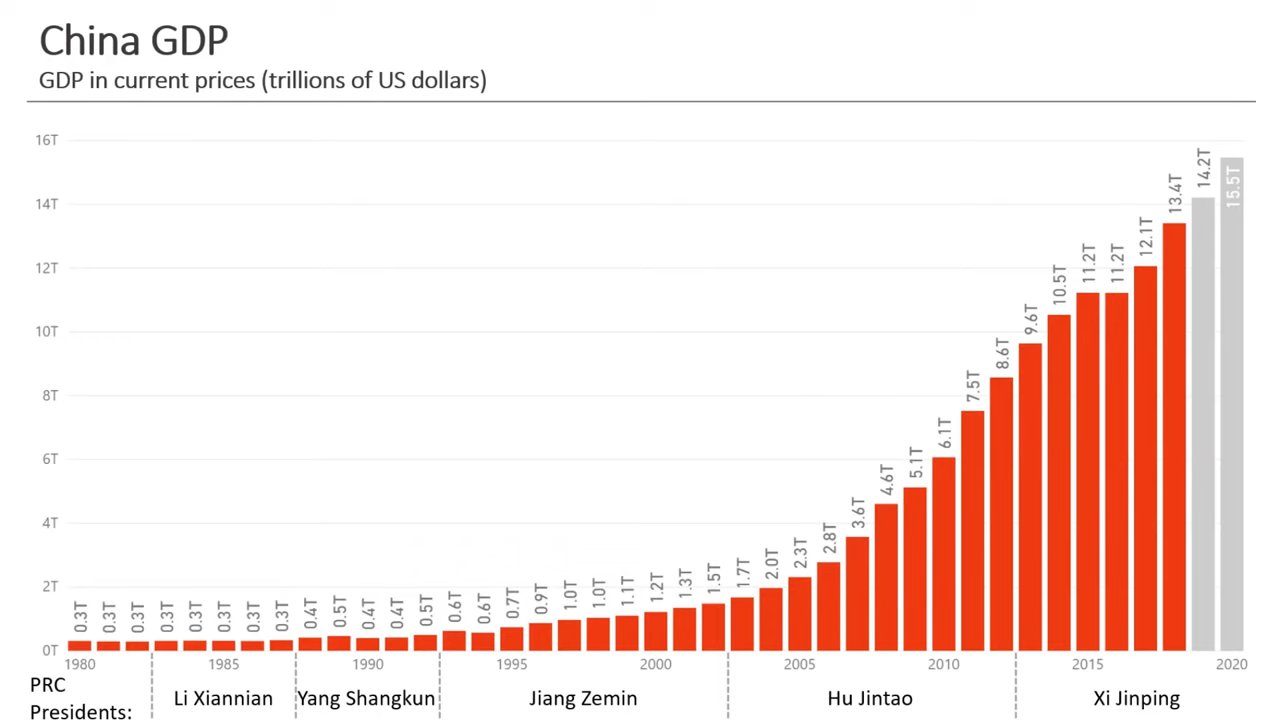 China GDP
GDP in current prices (trillions of US dollars)
16T
14T
12T
10T
8T
6T
4T
2T
0T
0.3T
0.3T
0.3T
0.3T
0.3T
0.3T
0.3T
0.3T
0.4T
0.5T
0.4T
0.4T
0.5T
0.6T
0.6T
0.7T
0.9T
1.0T
1.0T
1.1T
1.2T
1.3T
1.5T
1.7T
2.0T
2.3T
2.8T
3.6T
4.6T
5.1T
6.1T
7.5T
8.6T
9.6T
10.5T
11.2T
11.2T
12.1T
13.4T
14.2T
15.5T
1980
1985
1990
1995
2000
2005
2010
2015
2020
PRC
Presidents:
Li Xiannian
Yang Shangkun
Jiang Zemin
Hu Jintao
Xi Jinping